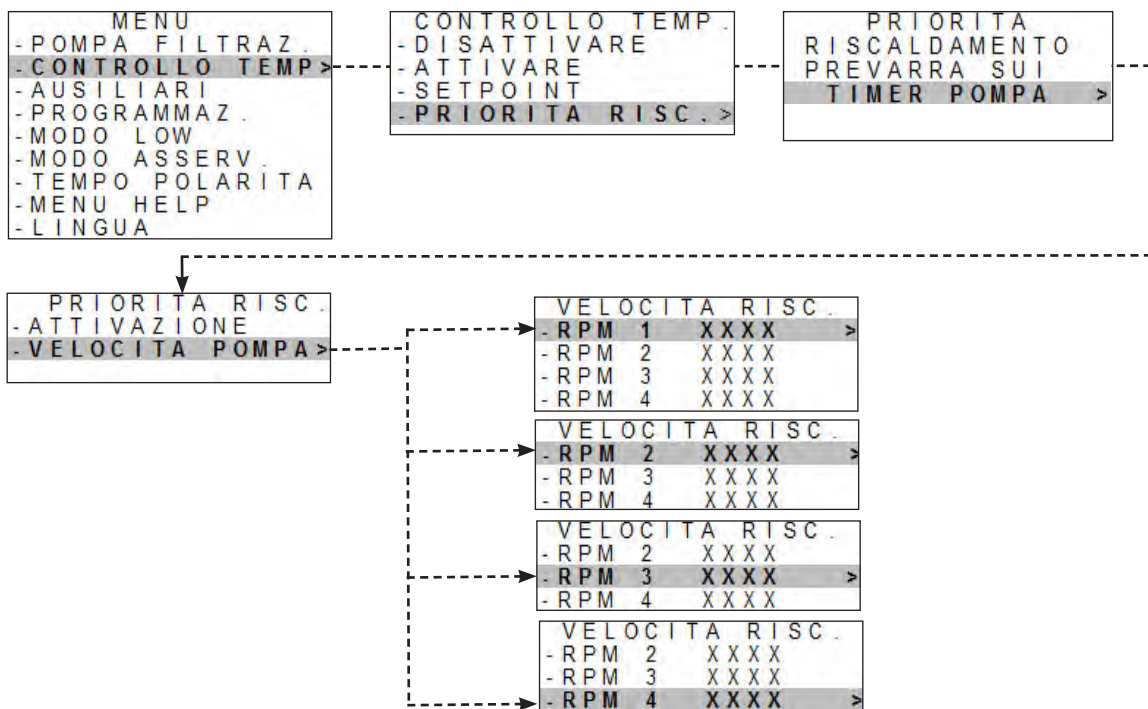 MENU
-POMPA FILTRAZ.
-CONTROLLO TEMP>
-AUSILIARI
-PROGRAMMAZ.
-MODO LOW
-MODO ASSERV.
-TEMPO POLARITA
-MENU HELP
-LINGUA
CONTROLLO TEMP.
-DISATTIVARE
-ATTIVARE
-SETPOINT
-PRIORITA RISC.>
PRIORITA
RISCALDAMENTO
PREVARRA SUI
TIMER POMPA >
PRIORITA RISC.
-ATTIVAZIONE
-VELOCITA POMPA>
VELOCITA RISC.
-RPM 1 XXXX >
-RPM 2 XXXX
-RPM 3 XXXX
-RPM 4 XXXX
VELOCITA RISC.
-RPM 2 XXXX >
-RPM 3 XXXX
-RPM 4 XXXX
VELOCITA RISC.
-RPM 2 XXXX
-RPM 3 XXXX >
-RPM 4 XXXX
VELOCITA RISC.
-RPM 2 XXXX
-RPM 3 XXXX
-RPM 4 XXXX >